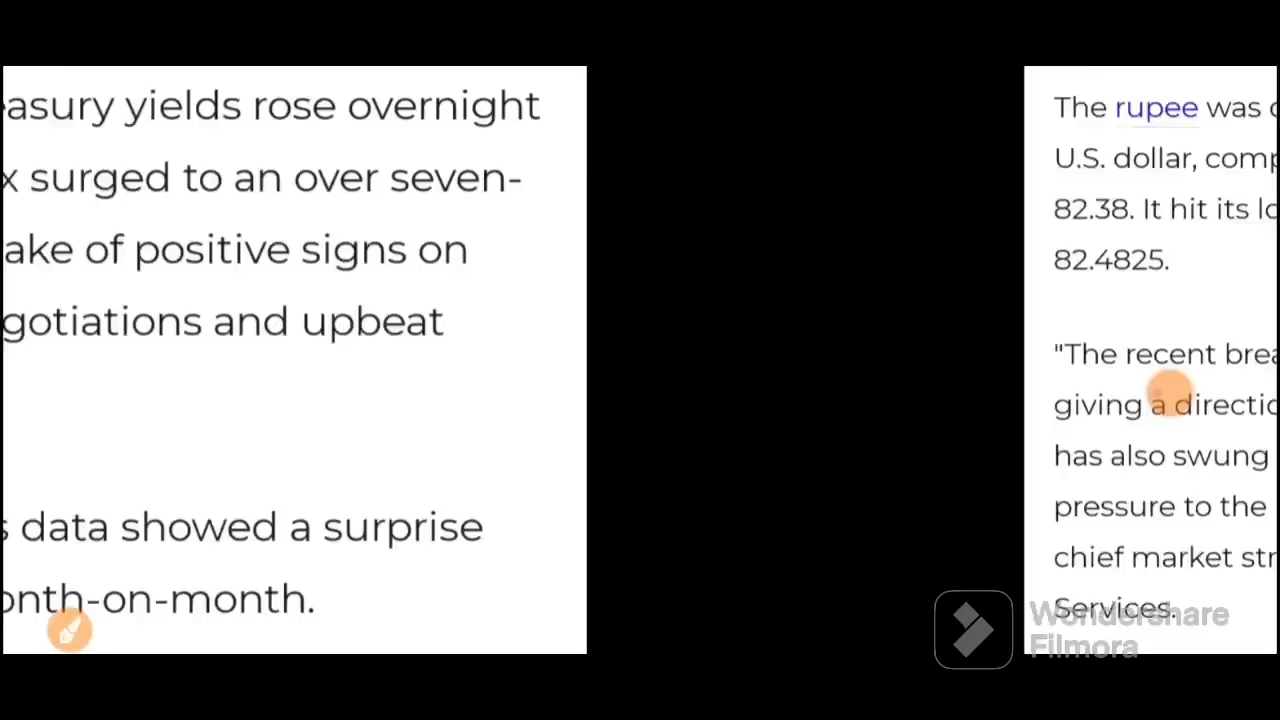 easury yields rose overnight
x surged to an over seven-
ake of positive signs on
gotiations and upbeat
data showed a surprise
onth-on-month.
The rupee was
U.S. dollar, comp
82.38. It hit its lo
82.4825.
"The recent brea
giving a directio
has also swung
pressure to the
chief market str
Services.
Wondershare
Filmora